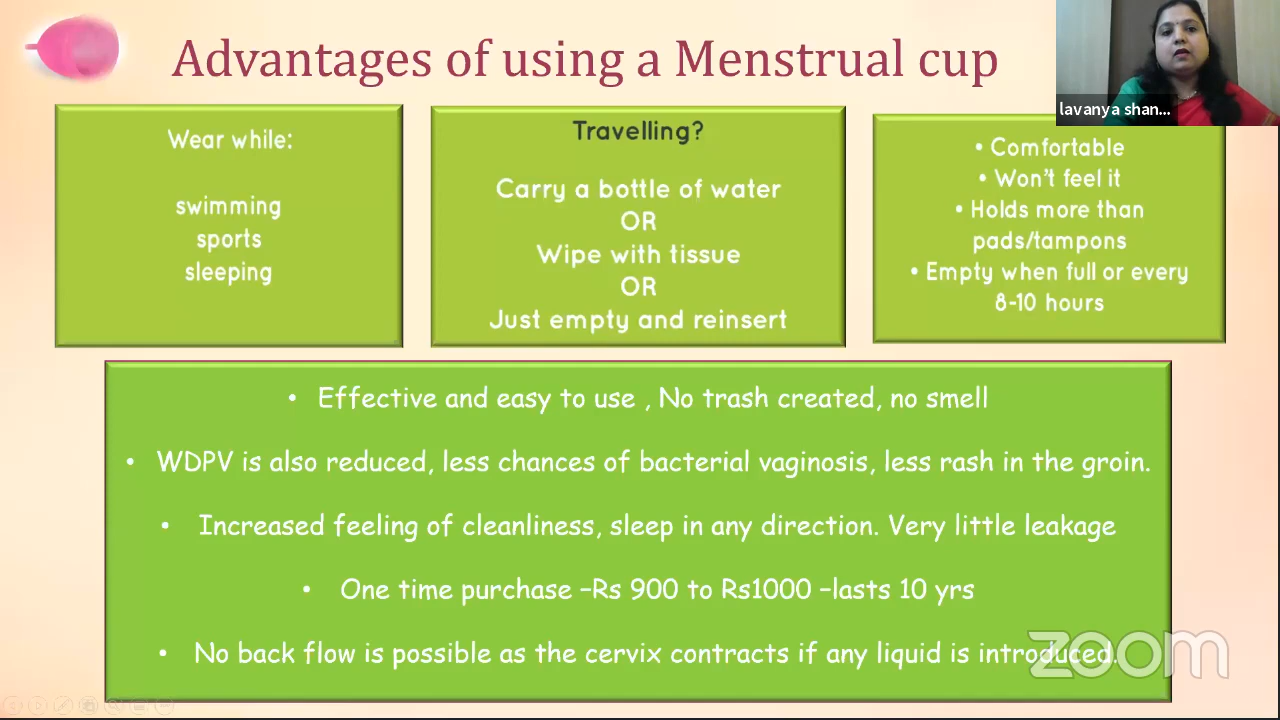 Advantages of using a Menstrual cup
lavanya shan...
Wear while:
swimming
sports
sleeping
Travelling?
Carry a bottle of water
OR
Wipe with tissue
OR
Just empty and reinsert
• Comfortable
• Won't feel it
• Holds more than
pads/tampons
• Empty when full or every
8-10 hours
• Effective and easy to use , No trash created, no smell
• WDPV is also reduced, less chances of bacterial vaginosis, less rash in the groin.
• Increased feeling of cleanliness, sleep in any direction. Very little leakage
• One time purchase –Rs 900 to Rs1000 –lasts 10 yrs
• No back flow is possible as the cervix contracts if any liquid is introduced.
zoom